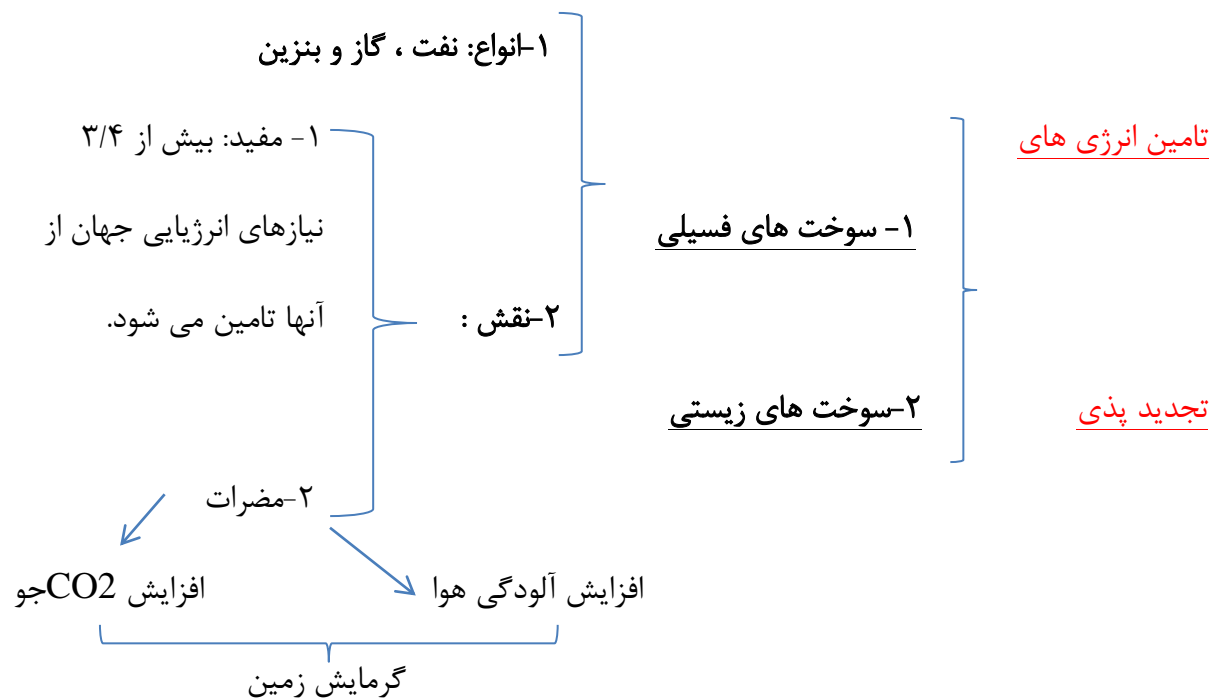 ۱-انواع: نفت ، گاز و بنزین
تامین انرژی های
۱- مفید: بیش از ۳/۴
۱- سوخت های فسیلی
نیازهای انرژیایی جهان از
۲-نقش :
آنها تامین می شود.
تجدید پذی
۲-سوخت های زیستی
۲-مضرات
افزایش آلودگی هوا
افزایش CO2جو
گرمایش زمین